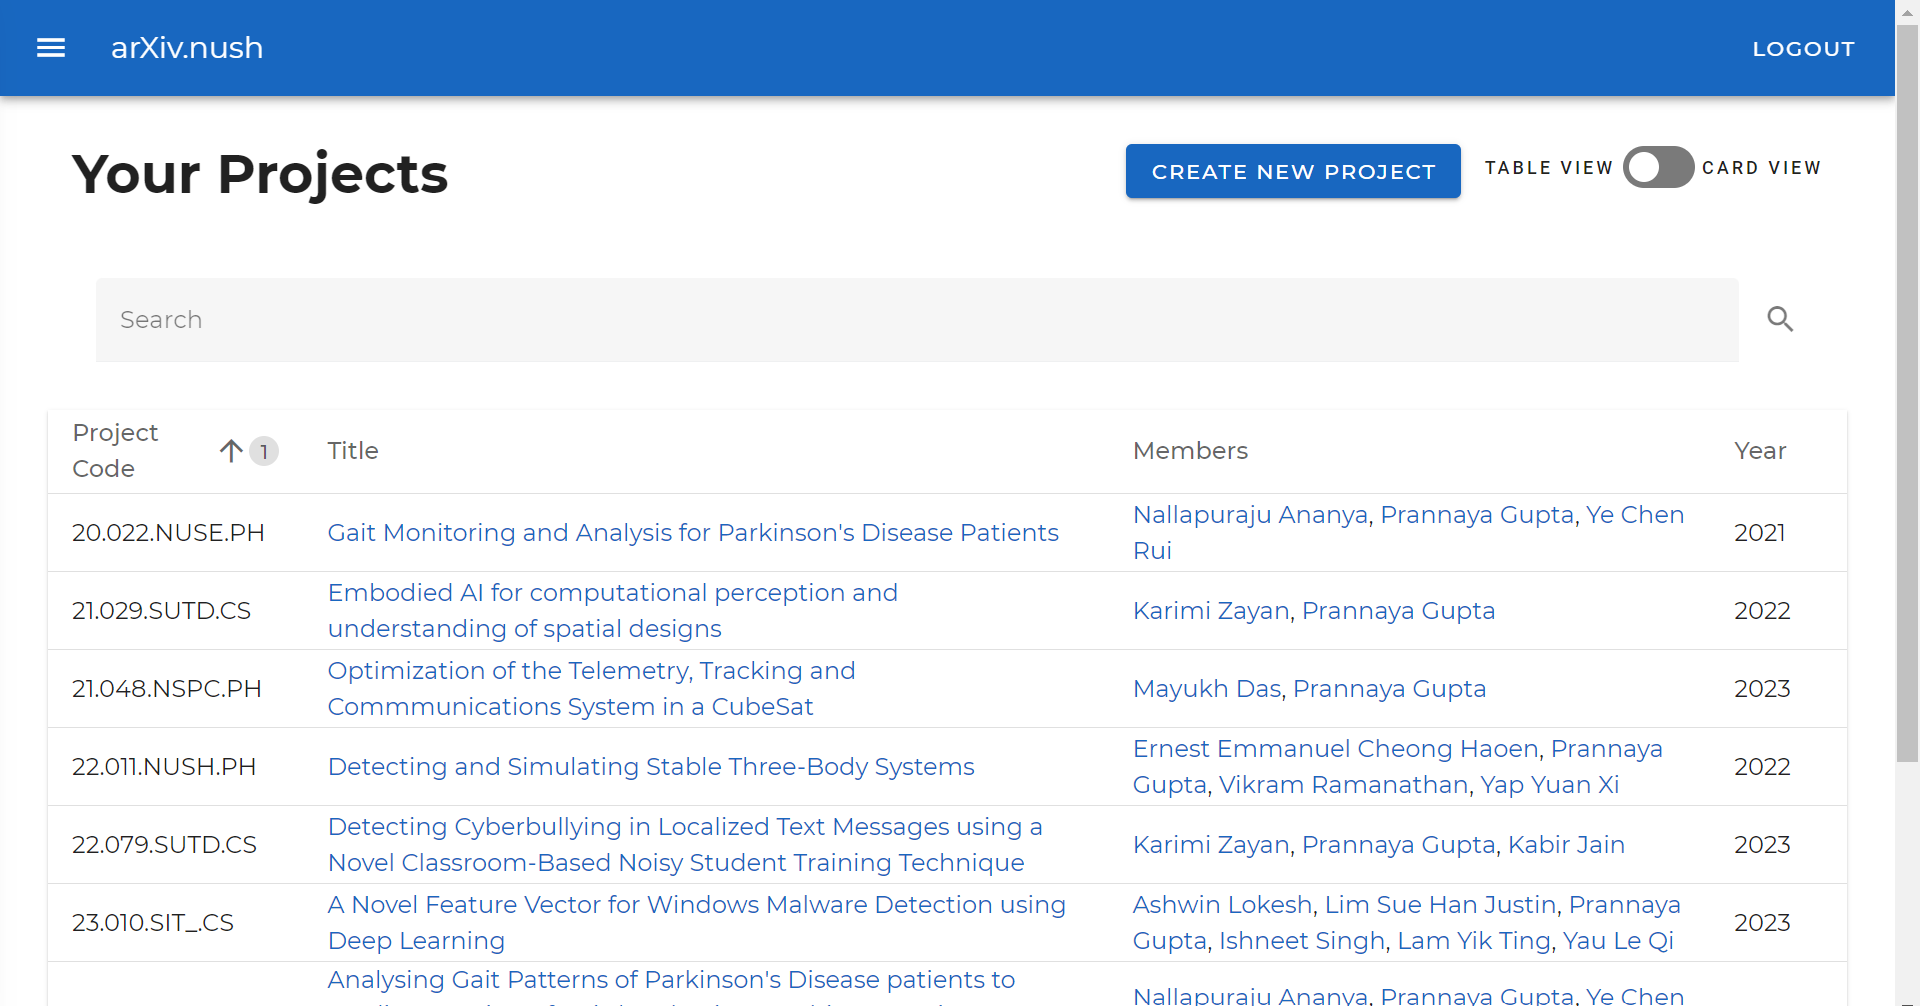 arXiv.nush
LOGOUT
Your Projects
CREATE NEW PROJECT
TABLE VIEW
CARD VIEW
Search
Project
Code
1
Title
Members
Year
20.022.NUSE.PH
Gait Monitoring and Analysis for Parkinson's Disease Patients
Nallapuraju Ananya, Prannaya Gupta, Ye Chen
Rui
2021
21.029.SUTD.CS
Embodied AI for computational perception and
understanding of spatial designs
Karimi Zayan, Prannaya Gupta
2022
21.048.NSPC.PH
Optimization of the Telemetry, Tracking and
Commmunications System in a CubeSat
Mayukh Das, Prannaya Gupta
2023
22.011.NUSH.PH
Detecting and Simulating Stable Three-Body Systems
Ernest Emmanuel Cheong Haoen, Prannaya
Gupta, Vikram Ramanathan, Yap Yuan Xi
2022
22.079.SUTD.CS
Detecting Cyberbullying in Localized Text Messages using a
Novel Classroom-Based Noisy Student Training Technique
Karimi Zayan, Prannaya Gupta, Kabir Jain
2023
23.010.SIT_.CS
A Novel Feature Vector for Windows Malware Detection using
Deep Learning
Ashwin Lokesh, Lim Sue Han Justin, Prannaya
Gupta, Ishneet Singh, Lam Yik Ting, Yau Le Qi
2023
Analysing Gait Patterns of Parkinson's Disease patients to
Nallapuraju Ananya, Prannaya Gupta, Ye Chen